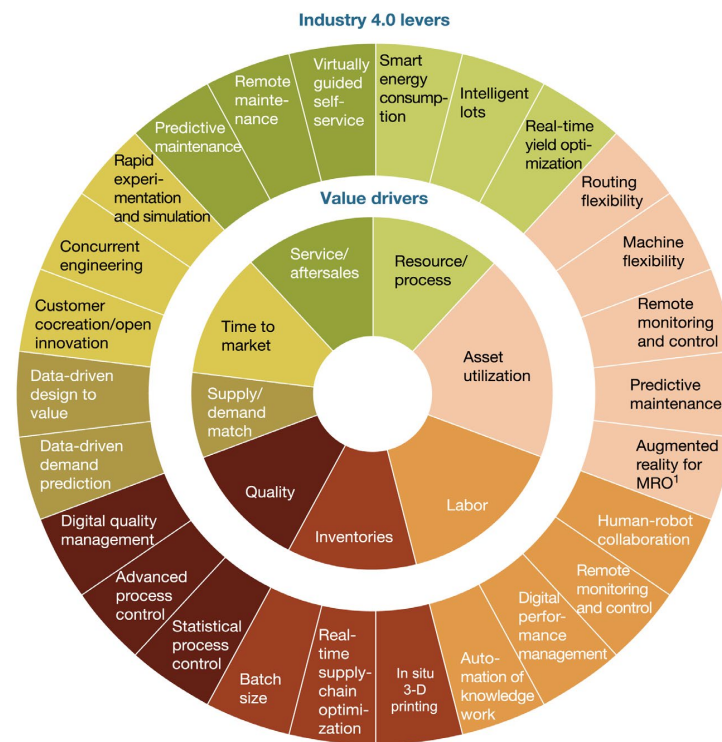 Industry 4.0 levers
Smart
energy
consump-
tion
Intelligent
lots
Real-time
yield opti-
mization
Routing
flexibility
Machine
flexibility
Remote
monitoring
and control
Predictive
maintenance
Augmented
reality for
MRO¹
Human-robot
collaboration
Remote
monitoring
and control
Digital
perfor-
mance
management
Auto-
mation of
knowledge
work
In situ
3-D
printing
Real-
time
supply-
chain
optimi-
zation
Batch
size
Statistical
process
control
Advanced
process
control
Digital quality
management
Data-driven
demand
prediction
Data-driven
design to
value
Customer
cocreation/open
innovation
Concurrent
engineering
Rapid
experi-
mentation
and simulation
Predictive
maintenance
Remote
mainte-
nance
Virtually
guided
self-
service
Value drivers
Resource/
process
Asset
utilization
Labor
Inventories
Quality
Supply/
demand
match
Time to
market
Service/
aftersales